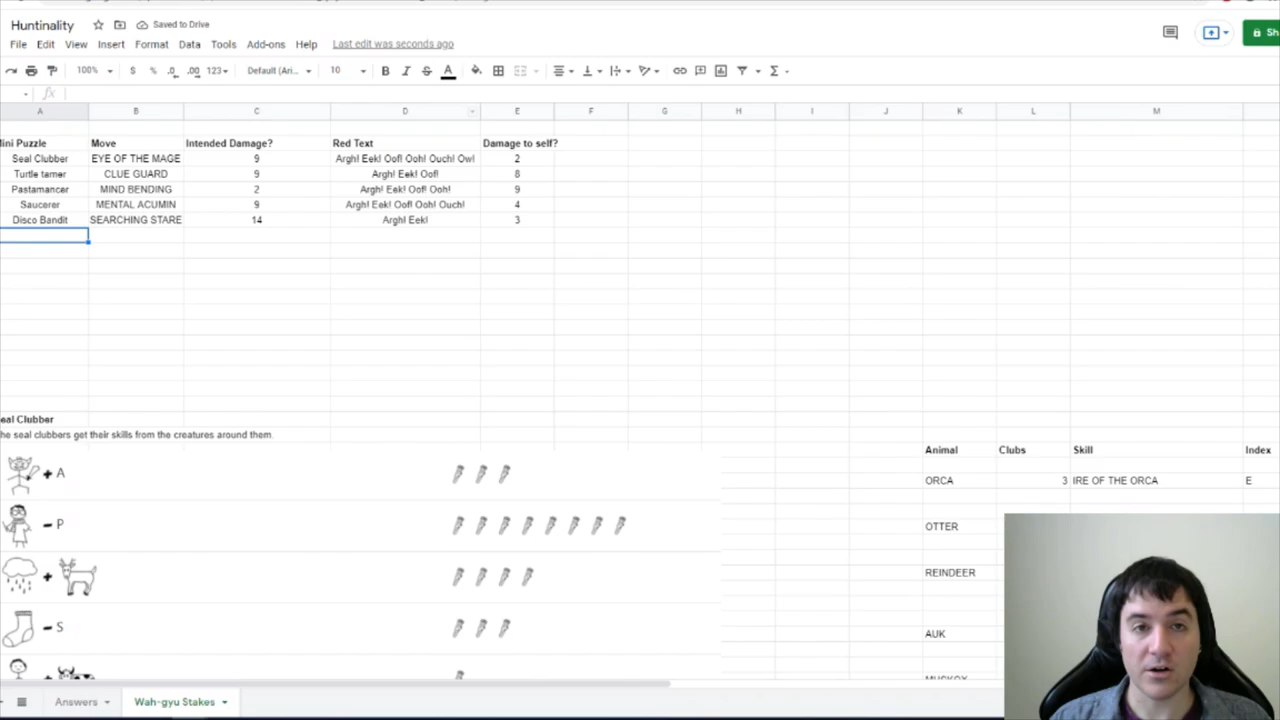 Huntinality
Saved to Drive
File Edit View Insert Format Data Tools Add-ons Help Last edit was seconds ago
100% $ % .0 .00 123 Default (Ari... 10 B I S A Σ
fx
A B C D E F G H I J K L M
Mini Puzzle Move Intended Damage? Red Text Damage to self?
Seal Clubber EYE OF THE MAGE 9 Argh! Eek! Oof! Ooh! Ouch! Ow! 2
Turtle tamer CLUE GUARD 9 Argh! Eek! Oof! 8
Pastamancer MIND BENDING 2 Argh! Eek! Oof! Ooh! 9
Saucerer MENTAL ACUMIN 9 Argh! Eek! Oof! Ooh! Ouch! 4
Disco Bandit SEARCHING STARE 14 Argh! Eek! 3
eal Clubber
he seal clubbers get their skills from the creatures around them.
Animal Clubs Skill Index
+ A
ORCA 3 IRE OF THE ORCA E
- P
OTTER
+
REINDEER
- S
AUK
+
Answers Wah-gyu Stakes